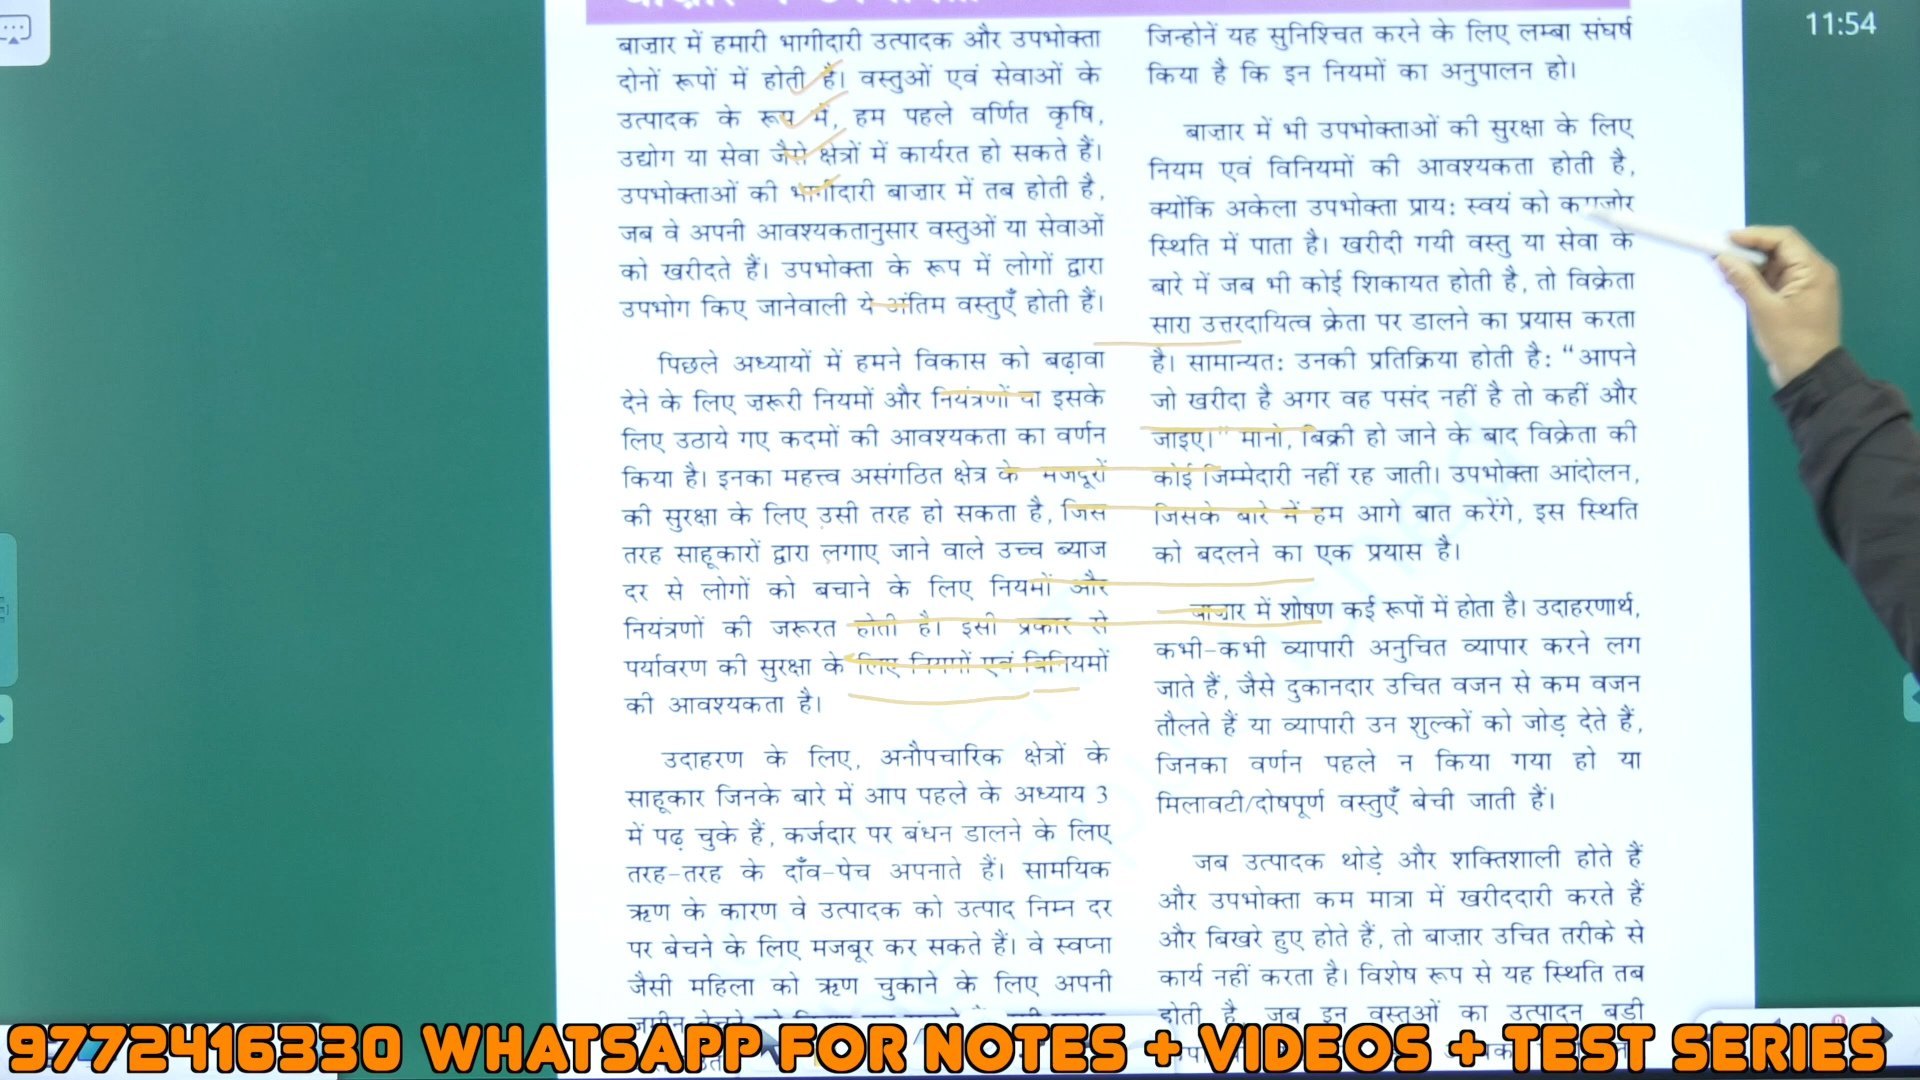 11:54
बाज़ार में हमारी भागीदारी उत्पादक और उपभोक्ता
दोनों रूपों में होती है। वस्तुओं एवं सेवाओं के
उत्पादक के रूप में, हम पहले वर्णित कृषि,
उद्योग या सेवा जैसे क्षेत्रों में कार्यरत हो सकते हैं।
उपभोक्ताओं की भागीदारी बाज़ार में तब होती है,
जब वे अपनी आवश्यकतानुसार वस्तुओं या सेवाओं
को खरीदते हैं। उपभोक्ता के रूप में लोगों द्वारा
उपभोग किए जानेवाली ये अंतिम वस्तुएँ होती हैं।
पिछले अध्यायों में हमने विकास को बढ़ावा
देने के लिए ज़रूरी नियमों और नियंत्रणों या इसके
लिए उठाये गए कदमों की आवश्यकता का वर्णन
किया है। इनका महत्त्व असंगठित क्षेत्र के मजदूरों
की सुरक्षा के लिए उसी तरह हो सकता है, जिस
तरह साहूकारों द्वारा लगाए जाने वाले उच्च ब्याज
दर से लोगों को बचाने के लिए नियमों और
नियंत्रणों की जरूरत होती है। इसी प्रकार से
पर्यावरण की सुरक्षा के लिए नियमों एवं विनियमों
की आवश्यकता है।
उदाहरण के लिए, अनौपचारिक क्षेत्रों के
साहूकार जिनके बारे में आप पहले के अध्याय 3
में पढ़ चुके हैं, कर्जदार पर बंधन डालने के लिए
तरह-तरह के दाँव-पेच अपनाते हैं। सामयिक
ऋण के कारण वे उत्पादक को उत्पाद निम्न दर
पर बेचने के लिए मजबूर कर सकते हैं। वे स्वप्ना
जैसी महिला को ऋण चुकाने के लिए अपनी
ज़मीन बेचने
जिन्होनें यह सुनिश्चित करने के लिए लम्बा संघर्ष
किया है कि इन नियमों का अनुपालन हो।
बाज़ार में भी उपभोक्ताओं की सुरक्षा के लिए
नियम एवं विनियमों की आवश्यकता होती है,
क्योंकि अकेला उपभोक्ता प्राय: स्वयं को कमज़ोर
स्थिति में पाता है। खरीदी गयी वस्तु या सेवा के
बारे में जब भी कोई शिकायत होती है, तो विक्रेता
सारा उत्तरदायित्व क्रेता पर डालने का प्रयास करता
है। सामान्यत: उनकी प्रतिक्रिया होती है: “आपने
जो खरीदा है अगर वह पसंद नहीं है तो कहीं और
जाइए।” मानो, बिक्री हो जाने के बाद विक्रेता की
कोई जिम्मेदारी नहीं रह जाती। उपभोक्ता आंदोलन,
जिसके बारे में हम आगे बात करेंगे, इस स्थिति
को बदलने का एक प्रयास है।
बाज़ार में शोषण कई रूपों में होता है। उदाहरणार्थ,
कभी-कभी व्यापारी अनुचित व्यापार करने लग
जाते हैं, जैसे दुकानदार उचित वजन से कम वजन
तौलते हैं या व्यापारी उन शुल्कों को जोड़ देते हैं,
जिनका वर्णन पहले न किया गया हो या
मिलावटी/दोषपूर्ण वस्तुएँ बेची जाती हैं।
जब उत्पादक थोड़े और शक्तिशाली होते हैं
और उपभोक्ता कम मात्रा में खरीददारी करते हैं
और बिखरे हुए होते हैं, तो बाज़ार उचित तरीके से
कार्य नहीं करता है। विशेष रूप से यह स्थिति तब
होती है, जब इन वस्तुओं का उत्पादन बड़ी
9772416330 WHATSAPP FOR NOTES + VIDEOS + TEST SERIES